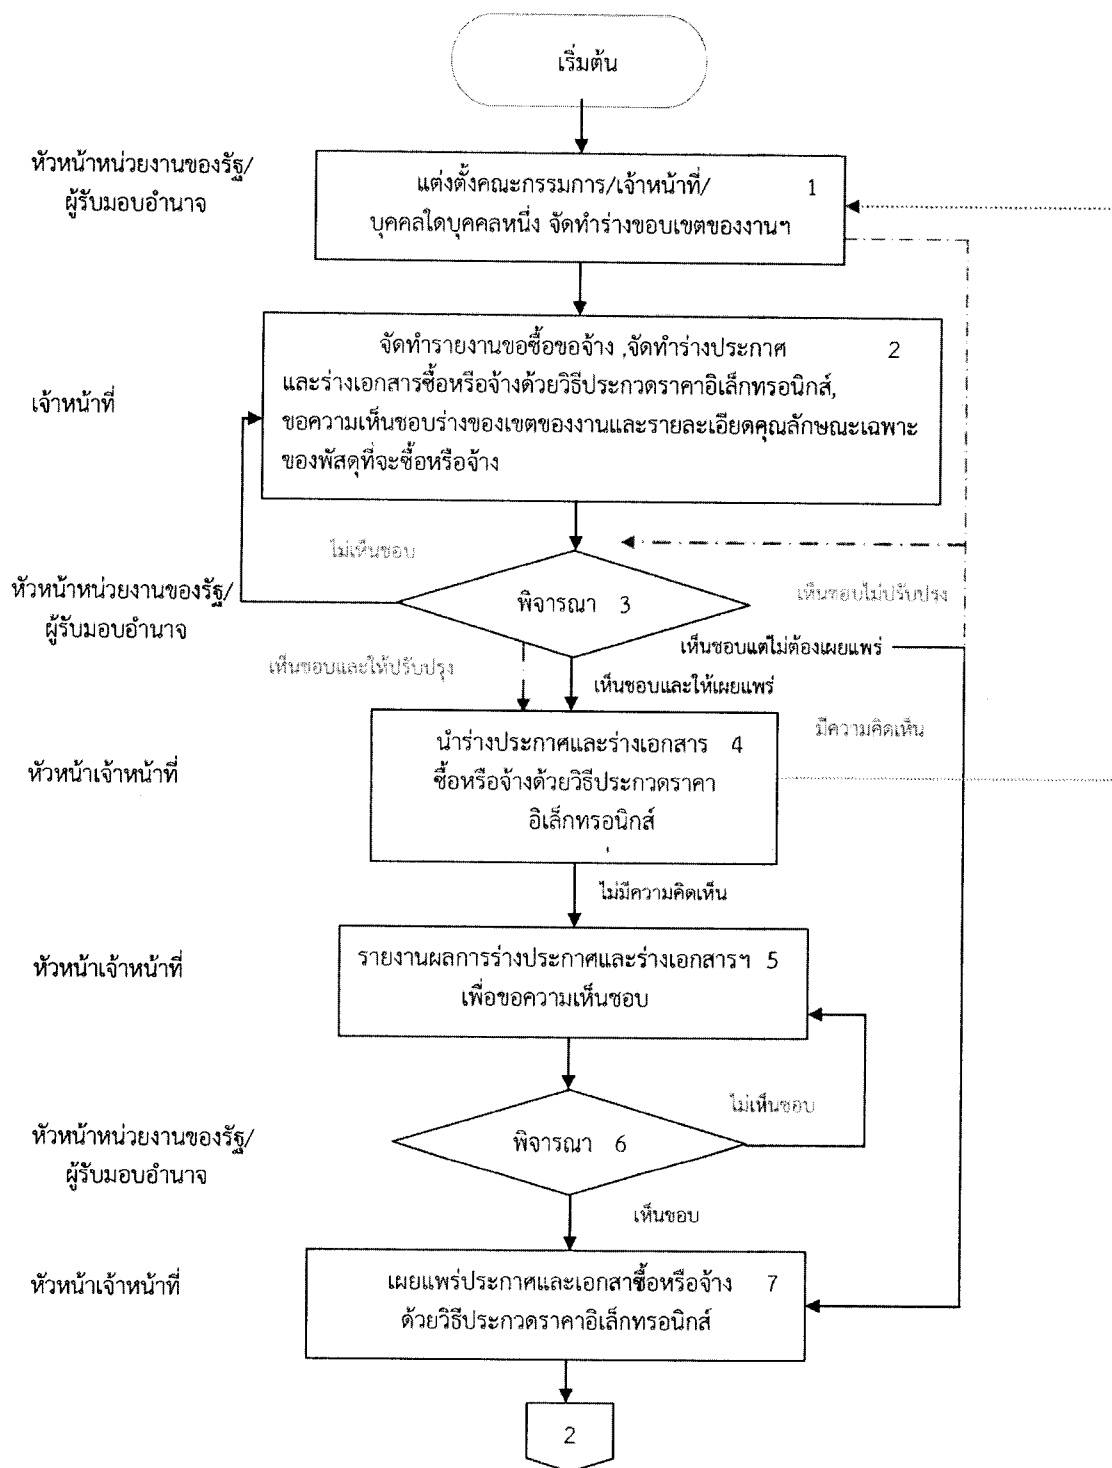 เริ่มต้น
หัวหน้าหน่วยงานของรัฐ/
ผู้รับมอบอำนาจ
แต่งตั้งคณะกรรมการ/เจ้าหน้าที่/ 1
บุคคลใดบุคคลหนึ่ง จัดทำร่างขอบเขตของงานฯ
เจ้าหน้าที่
จัดทำรายงานขอซื้อขอจ้าง ,จัดทำร่างประกาศ 2
และร่างเอกสารซื้อหรือจ้างด้วยวิธีประกวดราคาอิเล็กทรอนิกส์,
ขอความเห็นชอบร่างของเขตของงานและรายละเอียดคุณลักษณะเฉพาะ
ของพัสดุที่จะซื้อหรือจ้าง
ไม่เห็นชอบ
หัวหน้าหน่วยงานของรัฐ/
ผู้รับมอบอำนาจ
พิจารณา 3
เห็นชอบไม่ปรับปรุง
เห็นชอบแต่ไม่ต้องเผยแพร่
เห็นชอบและให้ปรับปรุง
เห็นชอบและให้เผยแพร่
หัวหน้าเจ้าหน้าที่
นำร่างประกาศและร่างเอกสาร 4
ซื้อหรือจ้างด้วยวิธีประกวดราคา
อิเล็กทรอนิกส์
มีความคิดเห็น
ไม่มีความคิดเห็น
หัวหน้าเจ้าหน้าที่
รายงานผลการร่างประกาศและร่างเอกสารฯ 5
เพื่อขอความเห็นชอบ
ไม่เห็นชอบ
หัวหน้าหน่วยงานของรัฐ/
ผู้รับมอบอำนาจ
พิจารณา 6
เห็นชอบ
หัวหน้าเจ้าหน้าที่
เผยแพร่ประกาศและเอกสาซื้อหรือจ้าง 7
ด้วยวิธีประกวดราคาอิเล็กทรอนิกส์
2